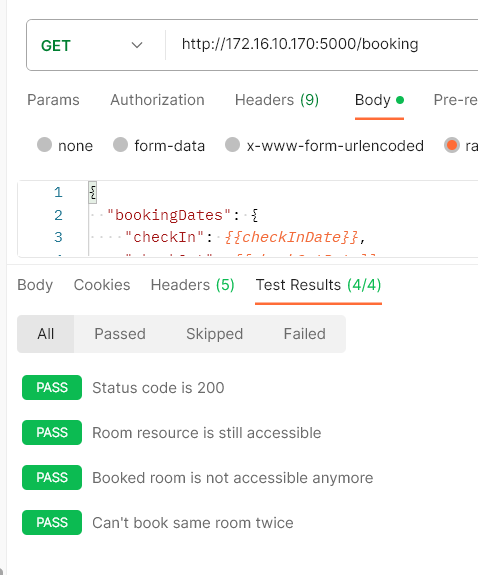 GET http://172.16.10.170:5000/booking
Params Authorization Headers (9) Body Pre-re
none form-data x-www-form-urlencoded ra
1 {
2 "bookingDates": {
3 "checkIn": {{checkInDate}},
Body Cookies Headers (5) Test Results (4/4)
All Passed Skipped Failed
PASS Status code is 200
PASS Room resource is still accessible
PASS Booked room is not accessible anymore
PASS Can't book same room twice